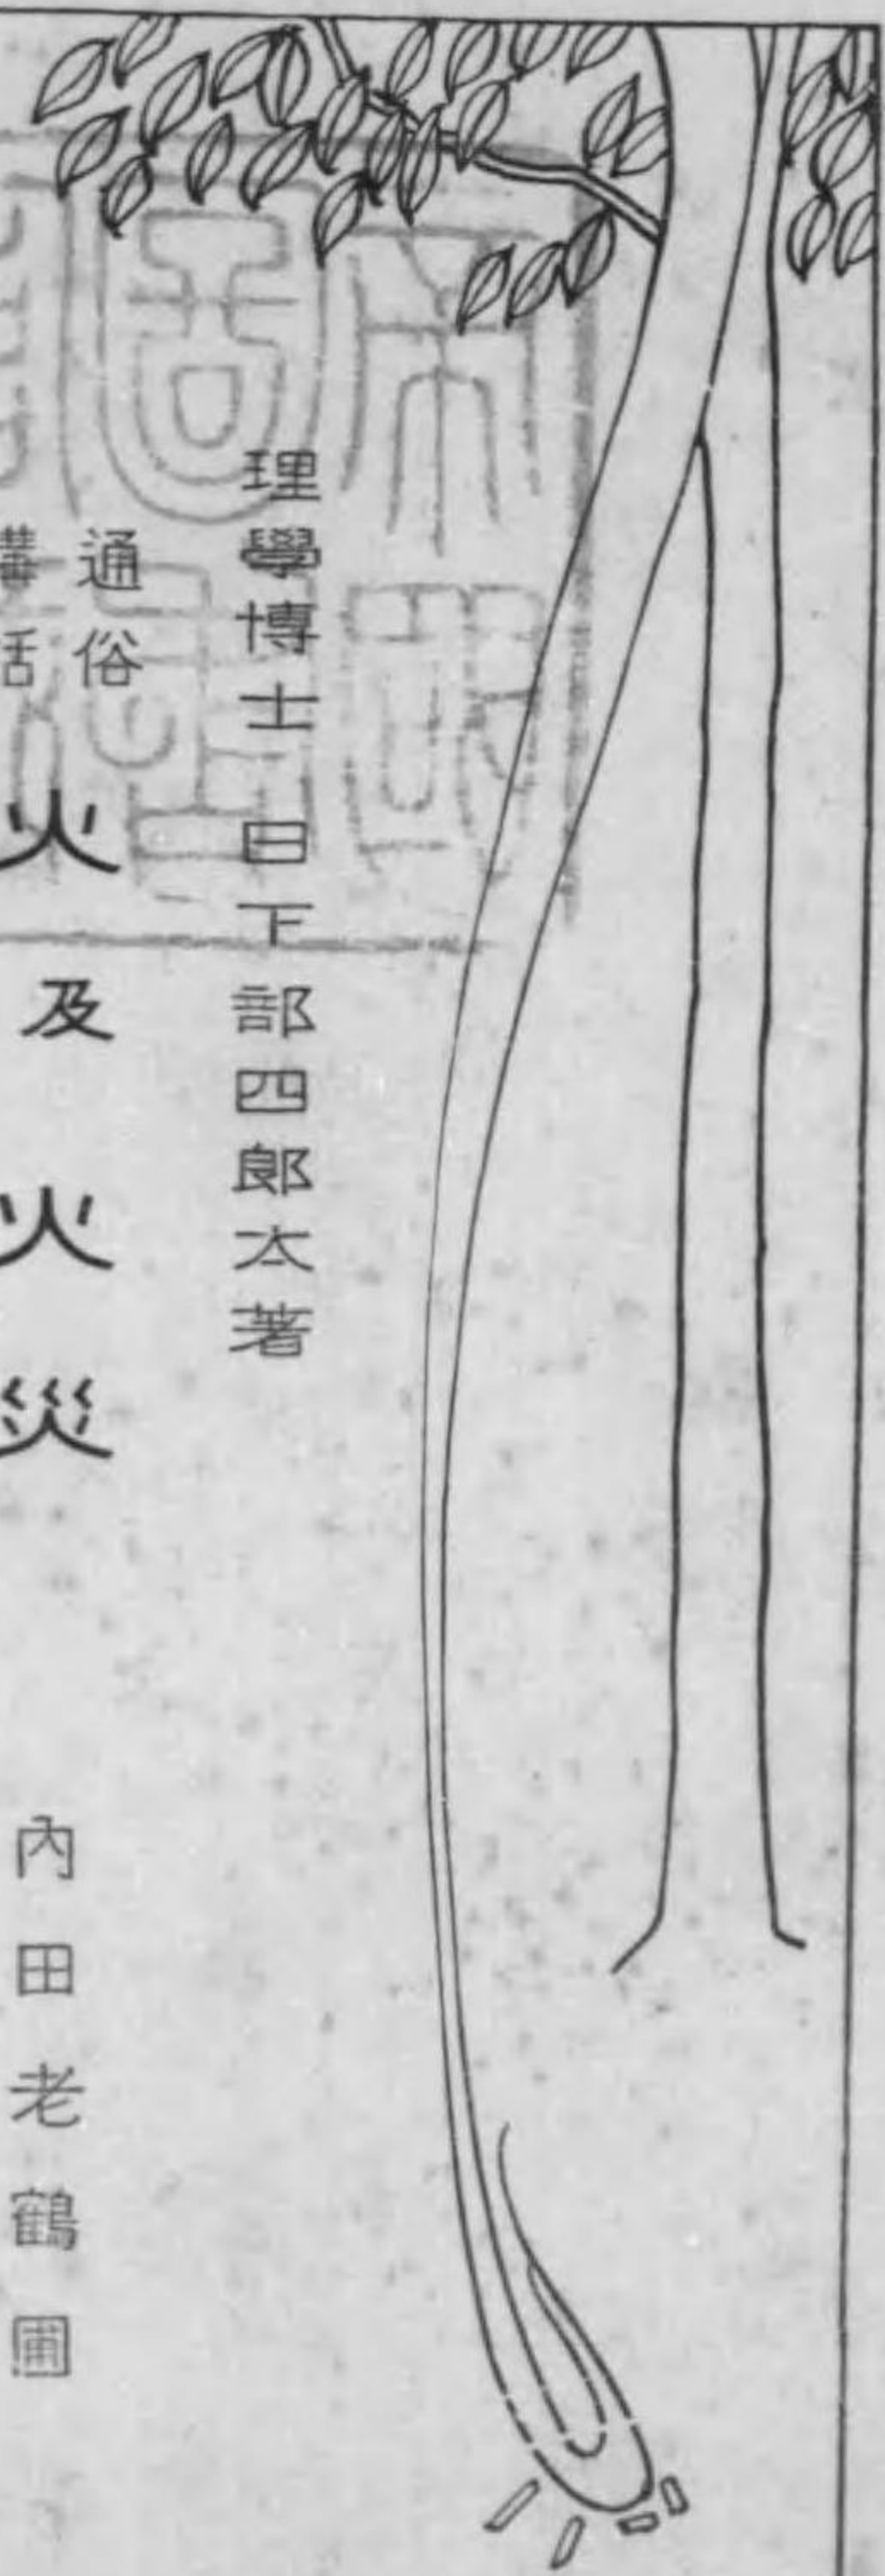 理學博士 日下部四郎太著
通俗
講話
火及火災
內田老鶴圃